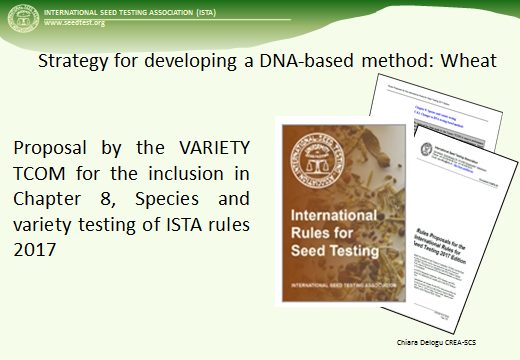 INTERNATIONAL SEED TESTING ASSOCIATION (ISTA)
www.seedtest.org
Strategy for developing a DNA-based method: Wheat
Proposal by the VARIETY
TCOM for the inclusion in
Chapter 8, Species and
variety testing of ISTA rules
2017
International
Rules for
Seed Testing
INTERNATIONAL SEED TESTING ASSOCIATION
Rules Proposals for the
International Rules for
Seed Testing 2017 Edition
Chiara Delogu CREA-SCS